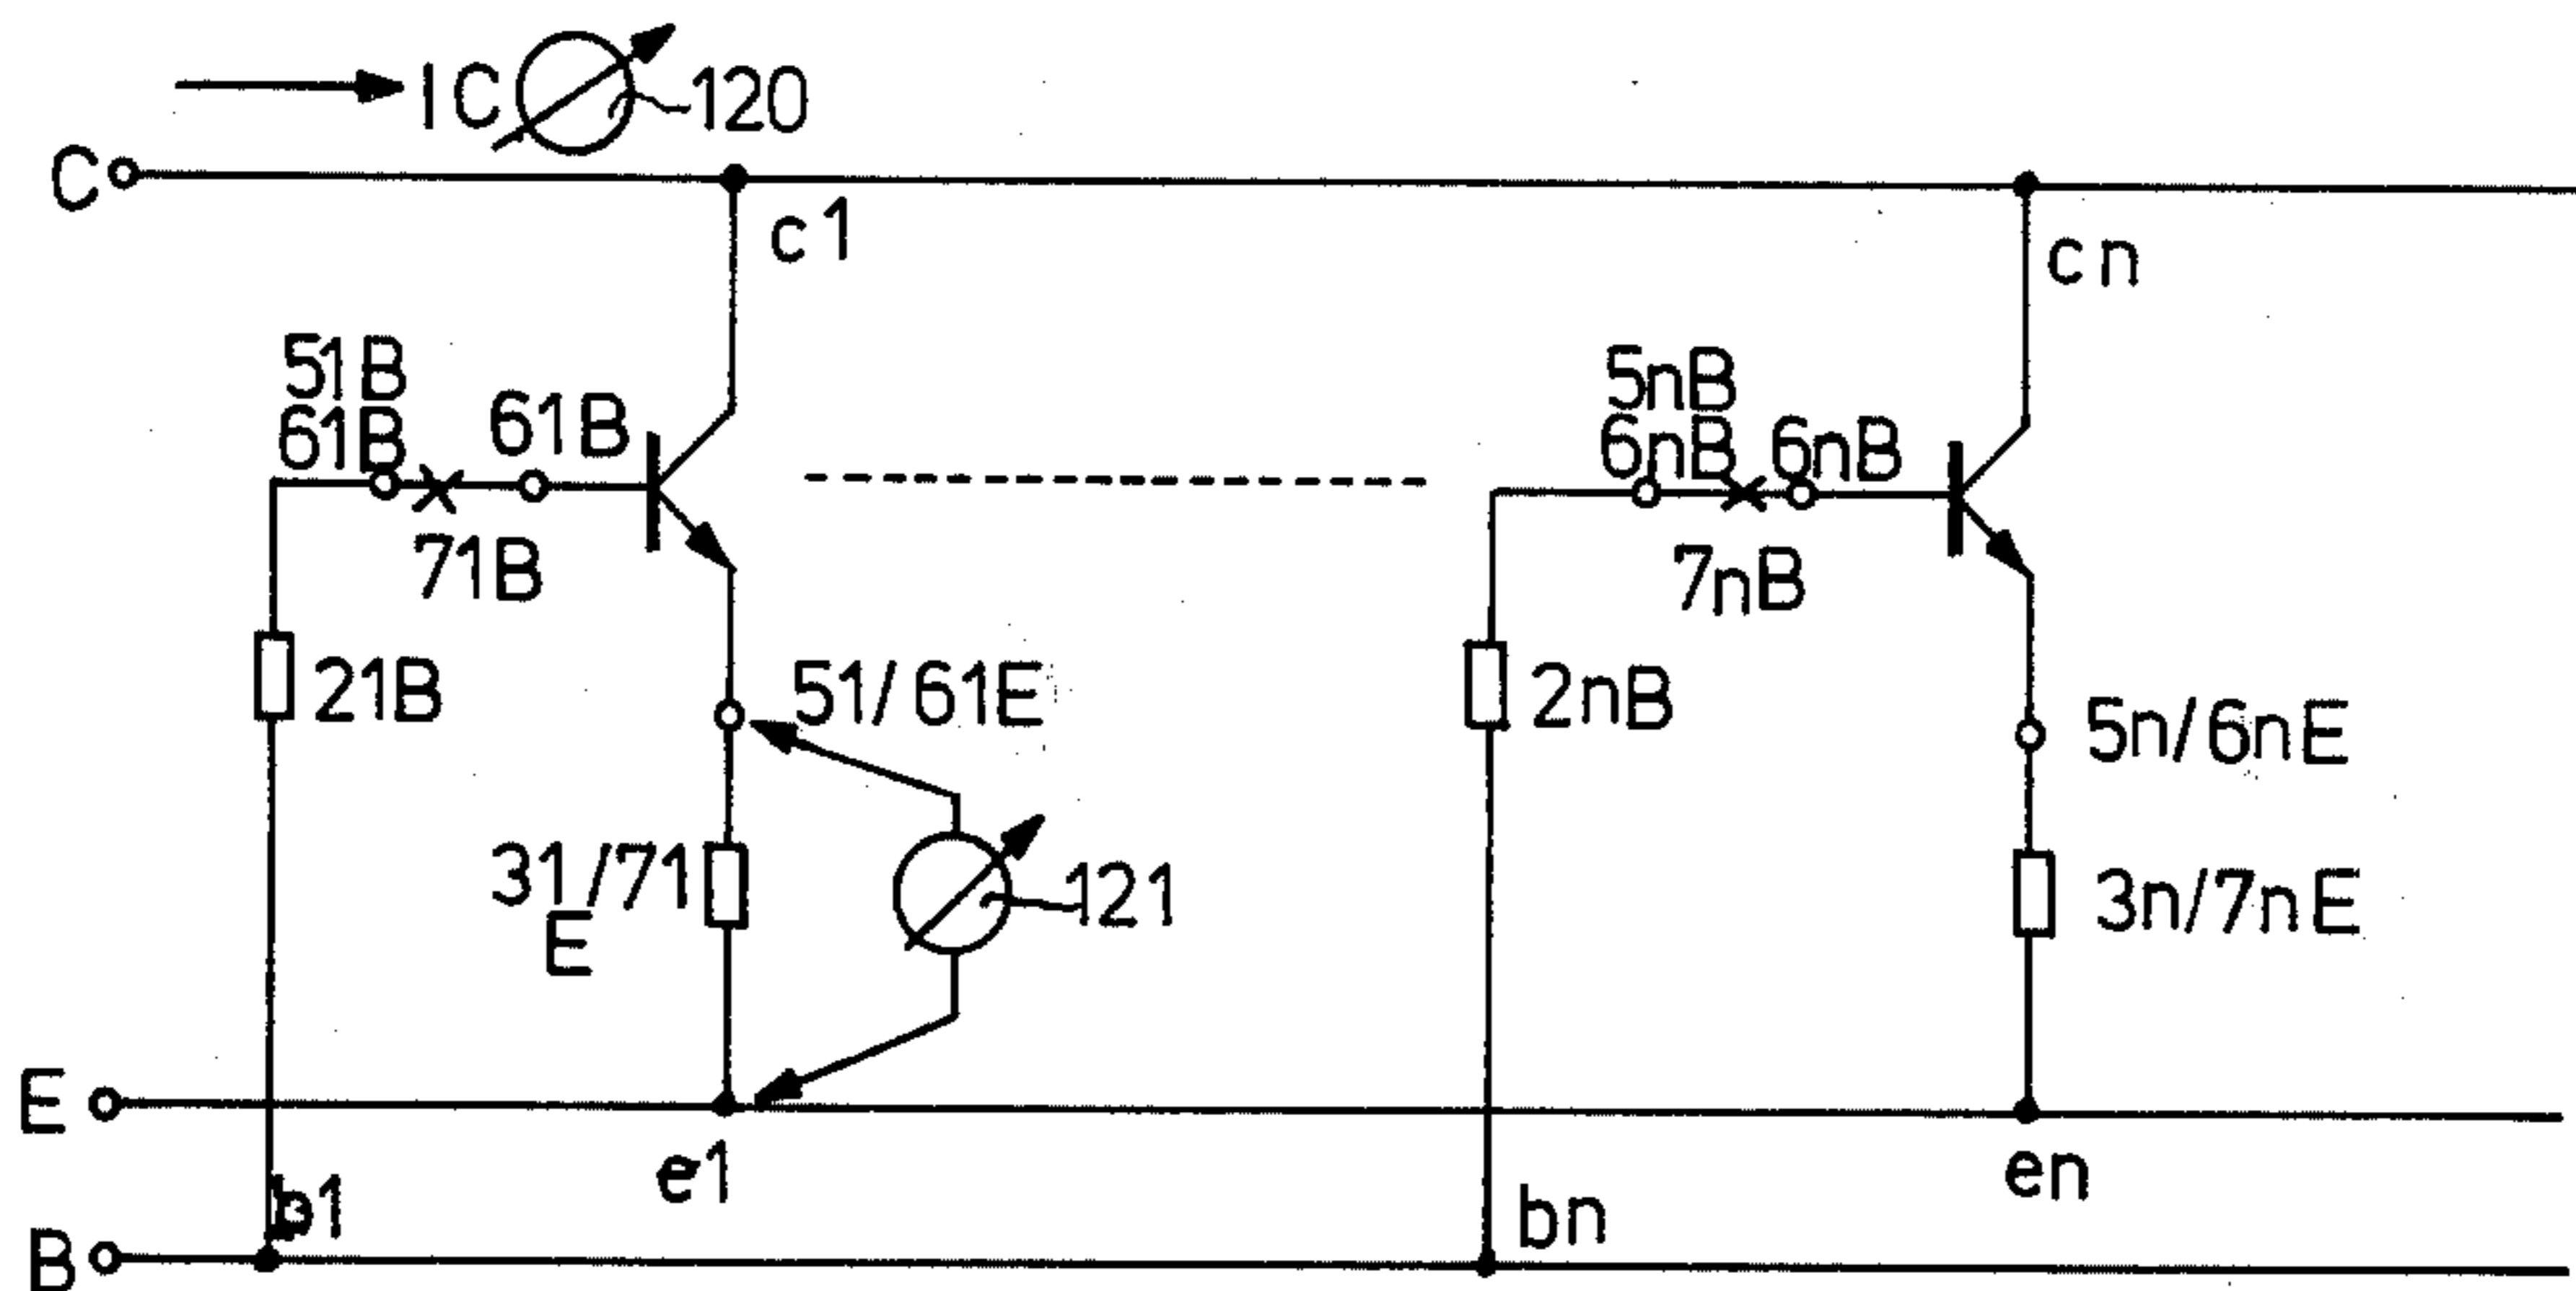 IC
120
C
c1
cn
51B
61B
61B
71B
5nB
6nB
6nB
7nB
21B
51/61E
2nB
5n/6nE
31/71
E
121
3n/7nE
E
e1
en
b1
bn
B